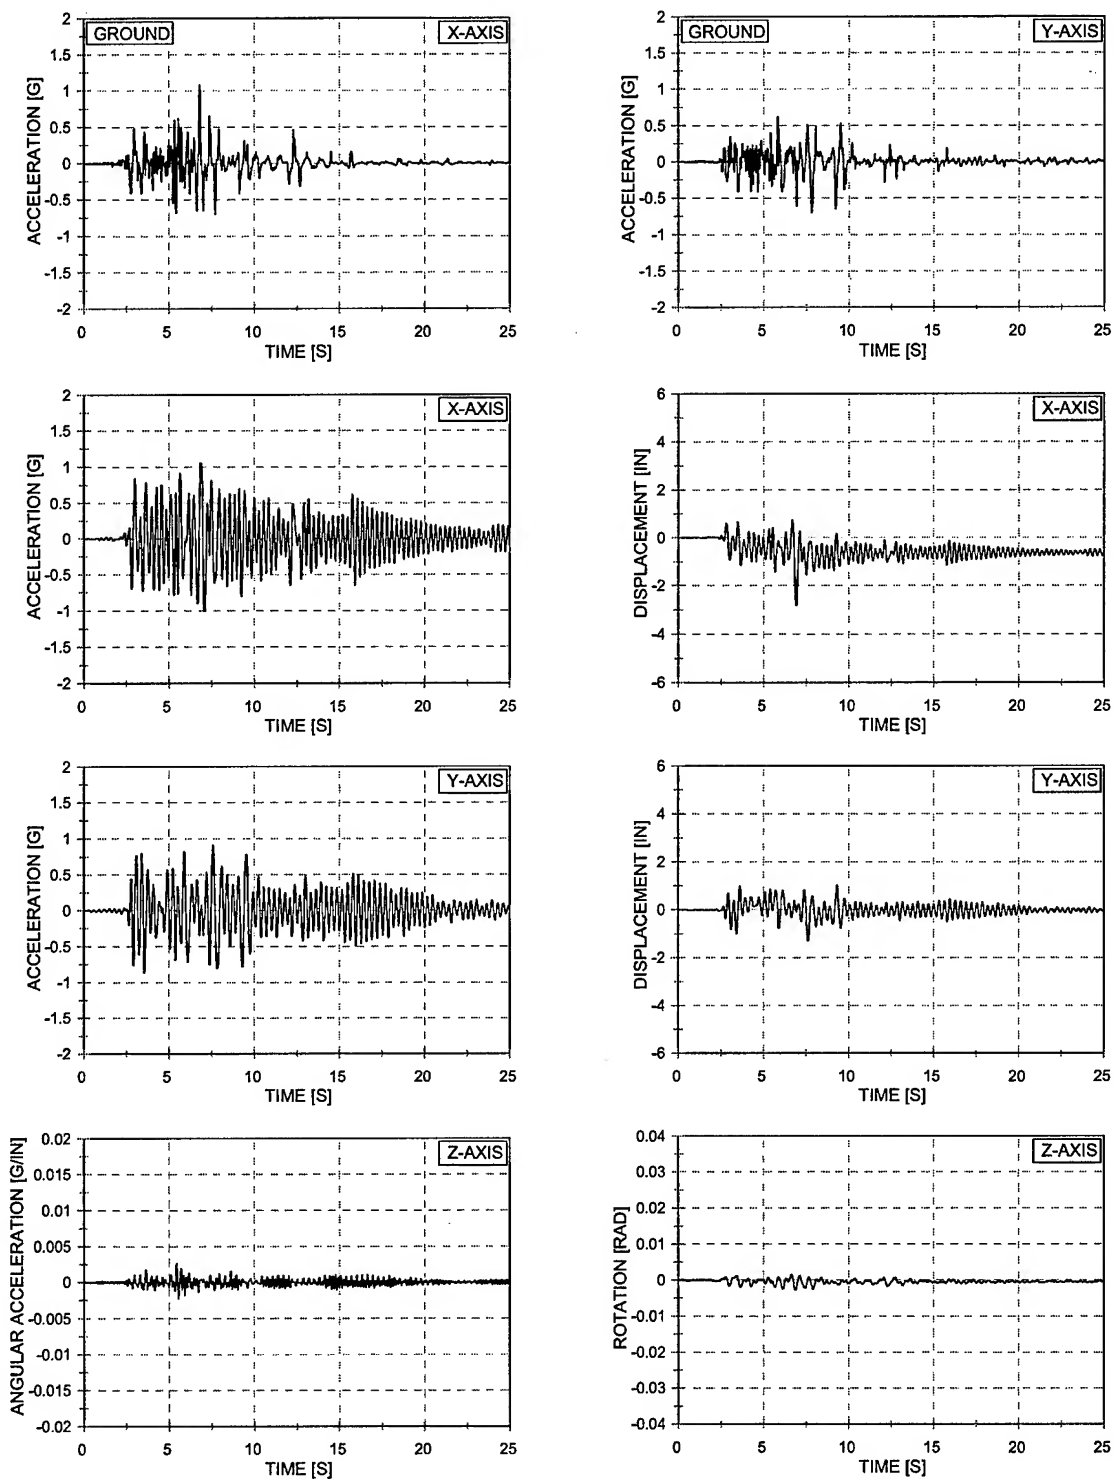 GROUND X-AXIS
ACCELERATION [G]
2
1.5
1
0.5
0
-0.5
-1
-1.5
-2
0 5 10 15 20 25
TIME [S]
GROUND Y-AXIS
ACCELERATION [G]
2
1.5
1
0.5
0
-0.5
-1
-1.5
-2
0 5 10 15 20 25
TIME [S]
X-AXIS
ACCELERATION [G]
2
1.5
1
0.5
0
-0.5
-1
-1.5
-2
0 5 10 15 20 25
TIME [S]
X-AXIS
DISPLACEMENT [IN]
6
4
2
0
-2
-4
-6
0 5 10 15 20 25
TIME [S]
Y-AXIS
ACCELERATION [G]
2
1.5
1
0.5
0
-0.5
-1
-1.5
-2
0 5 10 15 20 25
TIME [S]
Y-AXIS
DISPLACEMENT [IN]
6
4
2
0
-2
-4
-6
0 5 10 15 20 25
TIME [S]
Z-AXIS
ANGULAR ACCELERATION [G/IN]
0.02
0.015
0.01
0.005
0
-0.005
-0.01
-0.015
-0.02
0 5 10 15 20 25
TIME [S]
Z-AXIS
ROTATION [RAD]
0.04
0.03
0.02
0.01
0
-0.01
-0.02
-0.03
-0.04
0 5 10 15 20 25
TIME [S]